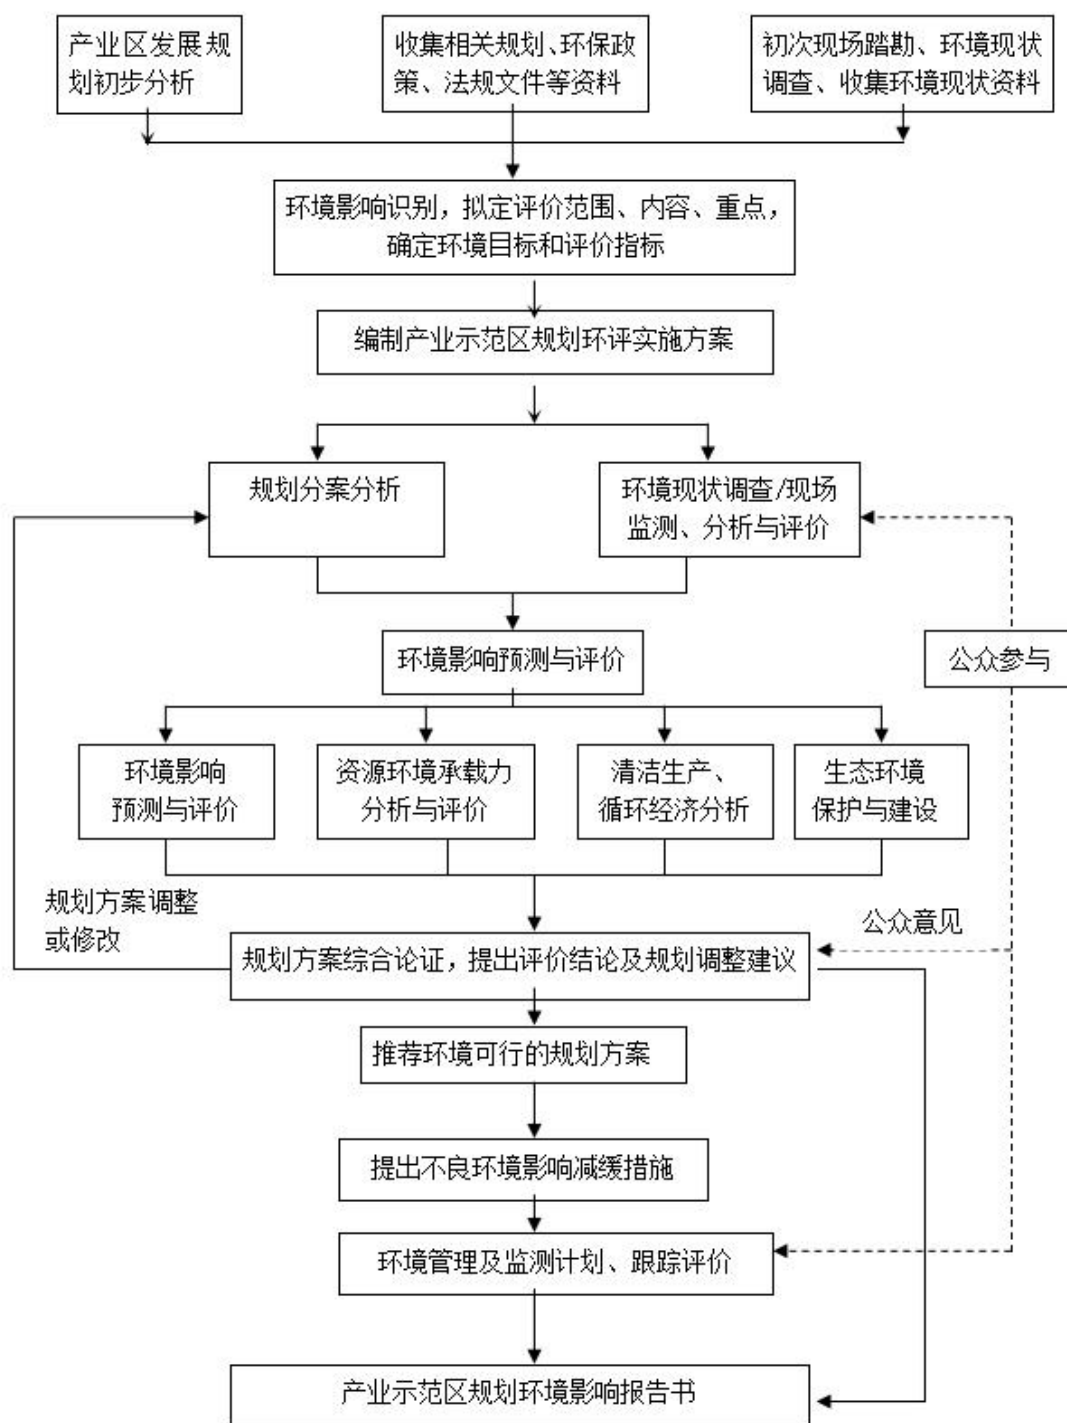 产业区发展规
划初步分析
收集相关规划、环保政
策、法规文件等资料
初次现场踏勘、环境现状
调查、收集环境现状资料
环境影响识别，拟定评价范围、内容、重点，
确定环境目标和评价指标
编制产业示范区规划环评实施方案
规划分案分析
环境现状调查/现场
监测、分析与评价
环境影响预测与评价
公众参与
环境影响
预测与评价
资源环境承载力
分析与评价
清洁生产、
循环经济分析
生态环境
保护与建设
规划方案调整
或修改
公众意见
规划方案综合论证，提出评价结论及规划调整建议
推荐环境可行的规划方案
提出不良环境影响减缓措施
环境管理及监测计划、跟踪评价
产业示范区规划环境影响报告书